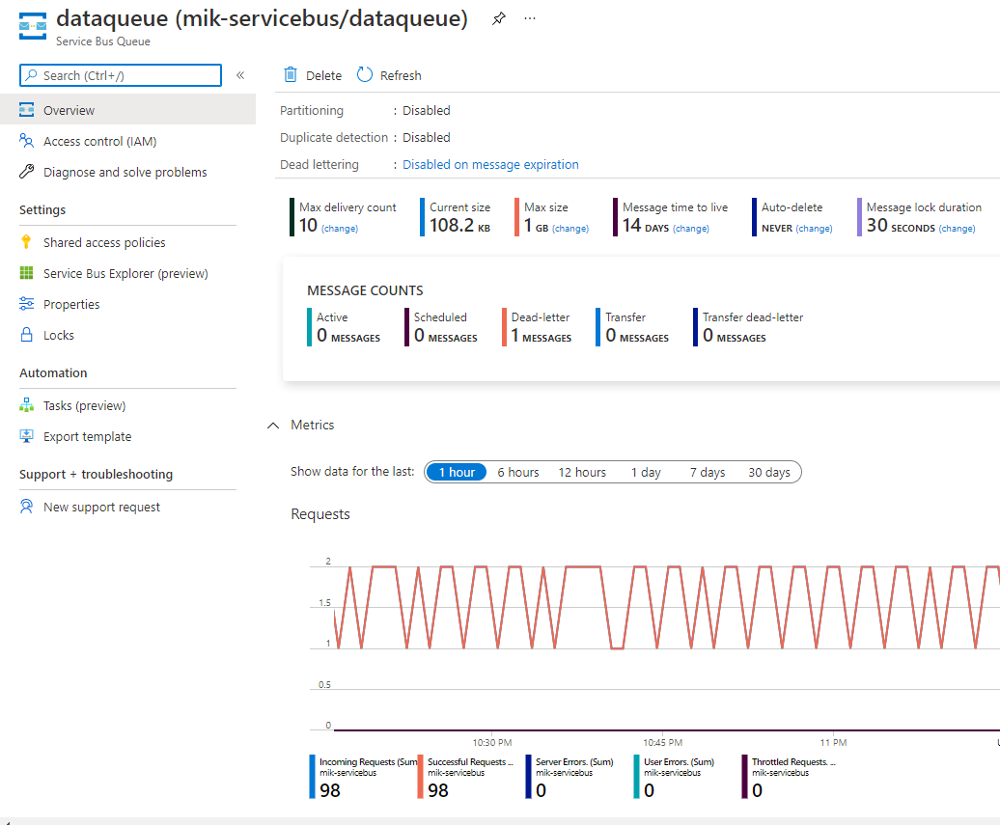 dataqueue (mik-servicebus/dataqueue)
Service Bus Queue
Search (Ctrl+/)
Overview
Access control (IAM)
Diagnose and solve problems
Settings
Shared access policies
Service Bus Explorer (preview)
Properties
Locks
Automation
Tasks (preview)
Export template
Support + troubleshooting
New support request
Delete Refresh
Partitioning : Disabled
Duplicate detection : Disabled
Dead lettering : Disabled on message expiration
Max delivery count Current size Max size Message time to live Auto-delete Message lock duration
10 (change) 108.2 KB 1 GB (change) 14 DAYS (change) NEVER (change) 30 SECONDS (change)
MESSAGE COUNTS
Active Scheduled Dead-letter Transfer Transfer dead-letter
0 MESSAGES 0 MESSAGES 1 MESSAGES 0 MESSAGES 0 MESSAGES
Metrics
Show data for the last: 1 hour 6 hours 12 hours 1 day 7 days 30 days
Requests
2
1.5
1
0.5
0
10:30 PM 10:45 PM 11 PM
Incoming Requests (Sum) Successful Requests ... Server Errors. (Sum) User Errors. (Sum) Throttled Requests. ...
mik-servicebus mik-servicebus mik-servicebus mik-servicebus mik-servicebus
98 98 0 0 0